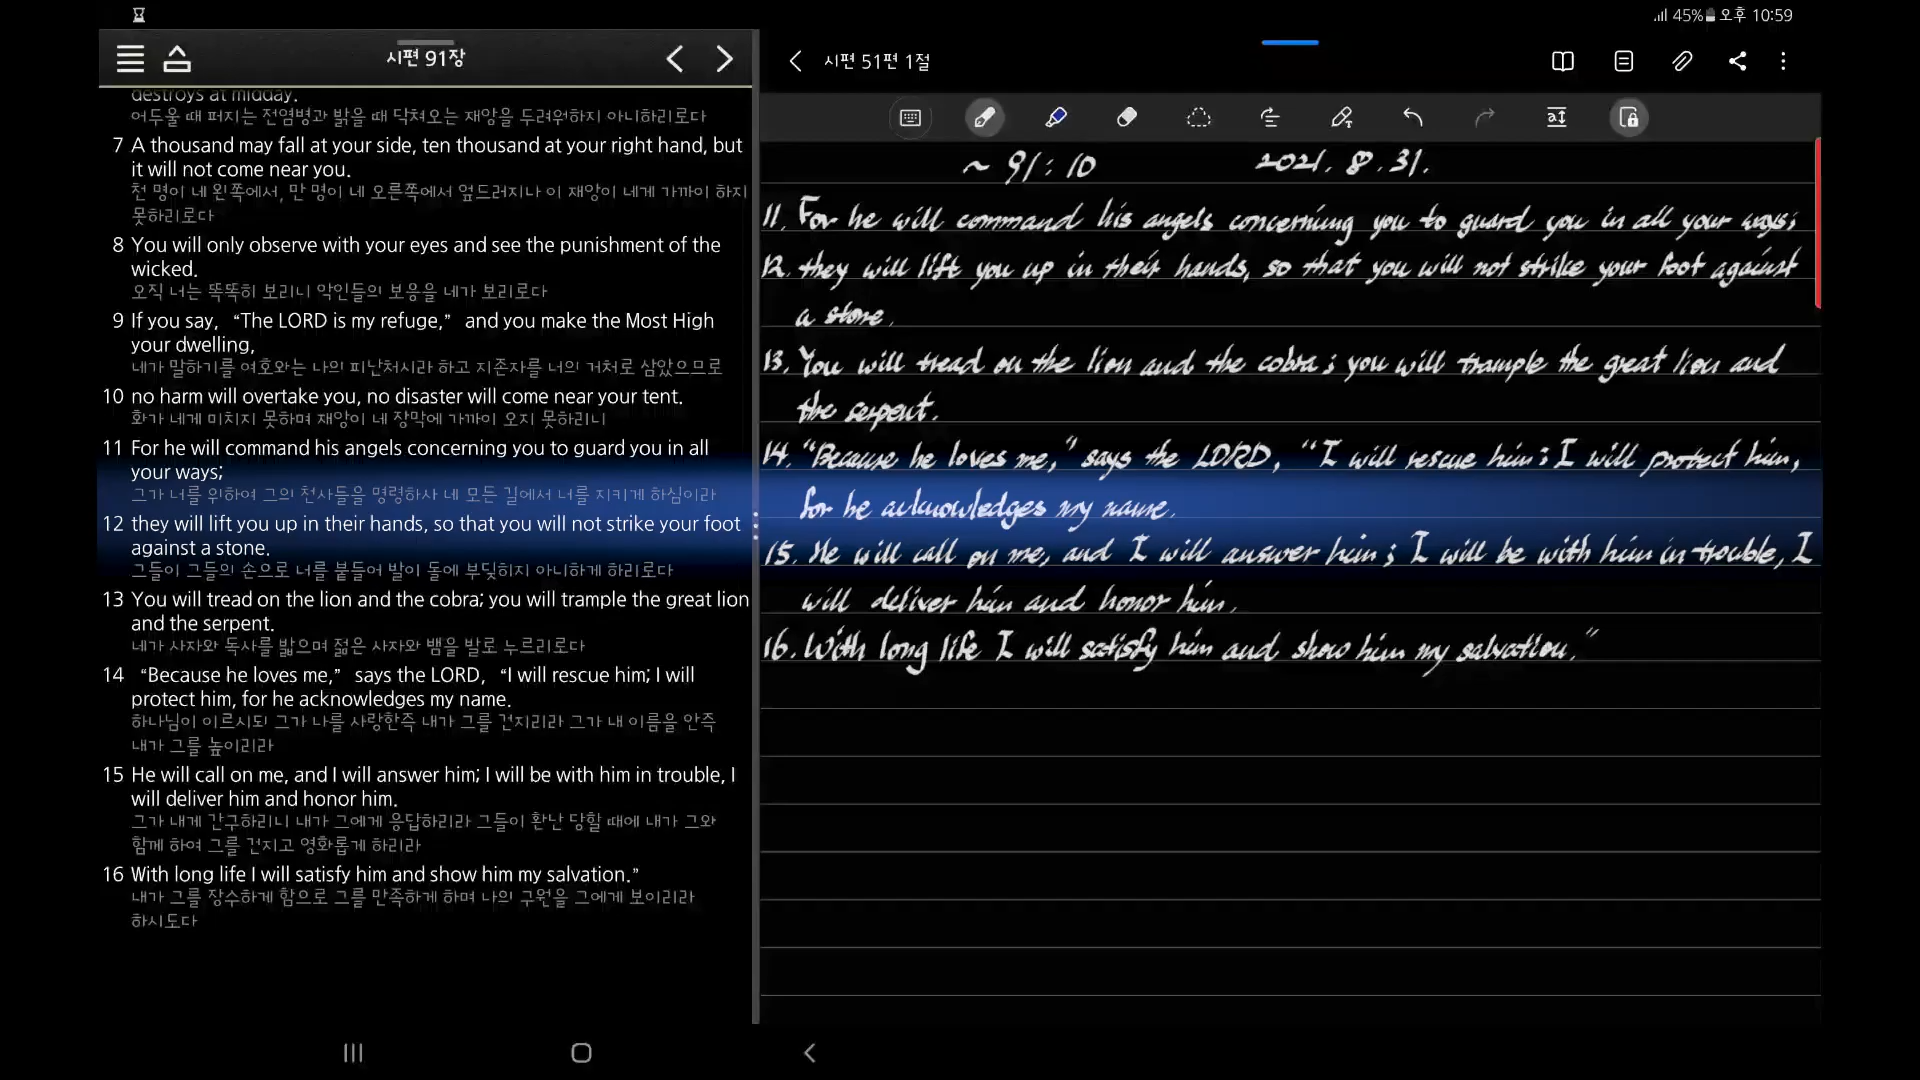 45% 오후 10:59
시편 91장
destroys at midday.
어두울 때 퍼지는 전염병과 밝을 때 닥쳐오는 재앙을 두려워하지 아니하리로다
7 A thousand may fall at your side, ten thousand at your right hand, but
it will not come near you.
천 명이 네 왼쪽에서, 만 명이 네 오른쪽에서 엎드러지나 이 재앙이 네게 가까이 하지
못하리로다
8 You will only observe with your eyes and see the punishment of the
wicked.
오직 너는 똑똑히 보리니 악인들의 보응을 네가 보리로다
9 If you say, “The LORD is my refuge,” and you make the Most High
your dwelling,
네가 말하기를 여호와는 나의 피난처시라 하고 지존자를 너의 거처로 삼았으므로
10 no harm will overtake you, no disaster will come near your tent.
화가 네게 미치지 못하며 재앙이 네 장막에 가까이 오지 못하리니
11 For he will command his angels concerning you to guard you in all
your ways;
그가 너를 위하여 그의 천사들을 명령하사 네 모든 길에서 너를 지키게 하심이라
12 they will lift you up in their hands, so that you will not strike your foot
against a stone.
그들이 그들의 손으로 너를 붙들어 발이 돌에 부딪히지 아니하게 하리로다
13 You will tread on the lion and the cobra; you will trample the great lion
and the serpent.
네가 사자와 독사를 밟으며 젊은 사자와 뱀을 발로 누르리로다
14 “Because he loves me,” says the LORD, “I will rescue him; I will
protect him, for he acknowledges my name.
하나님이 이르시되 그가 나를 사랑한즉 내가 그를 건지리라 그가 내 이름을 안즉
내가 그를 높이리라
15 He will call on me, and I will answer him; I will be with him in trouble, I
will deliver him and honor him.
그가 내게 간구하리니 내가 그에게 응답하리라 그들이 환난 당할 때에 내가 그와
함께 하여 그를 건지고 영화롭게 하리라
16 With long life I will satisfy him and show him my salvation.”
내가 그를 장수하게 함으로 그를 만족하게 하며 나의 구원을 그에게 보이리라
하시도다
시편 51편 1절
~ 91:10 2021. 8.31.
11. For he will command his angels concerning you to guard you in all your ways;
12. they will lift you up in their hands, so that you will not strike your foot against
a stone.
13. You will tread on the lion and the cobra; you will trample the great lion and
the serpent.
14. “Because he loves me,” says the LORD, “I will rescue him; I will protect him,
for he acknowledges my name.
15. He will call on me, and I will answer him; I will be with him in trouble, I
will deliver him and honor him.
16. With long life I will satisfy him and show him my salvation.”